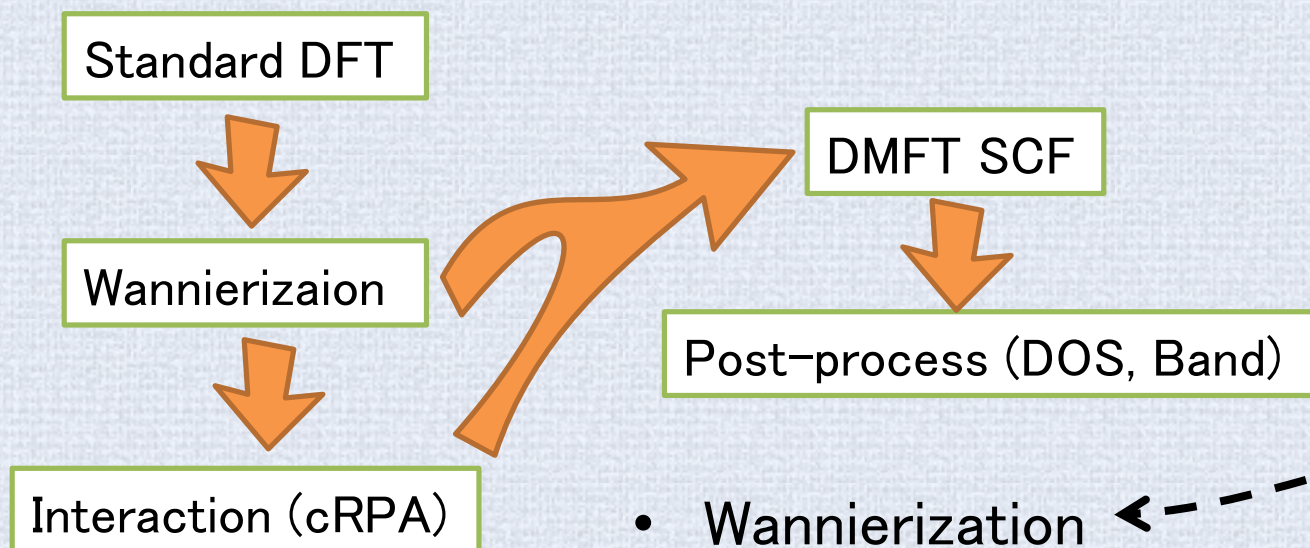 Standard DFT
Wannierizaion
Interaction (cRPA)
DMFT SCF
Post-process (DOS, Band)
• Wannierization